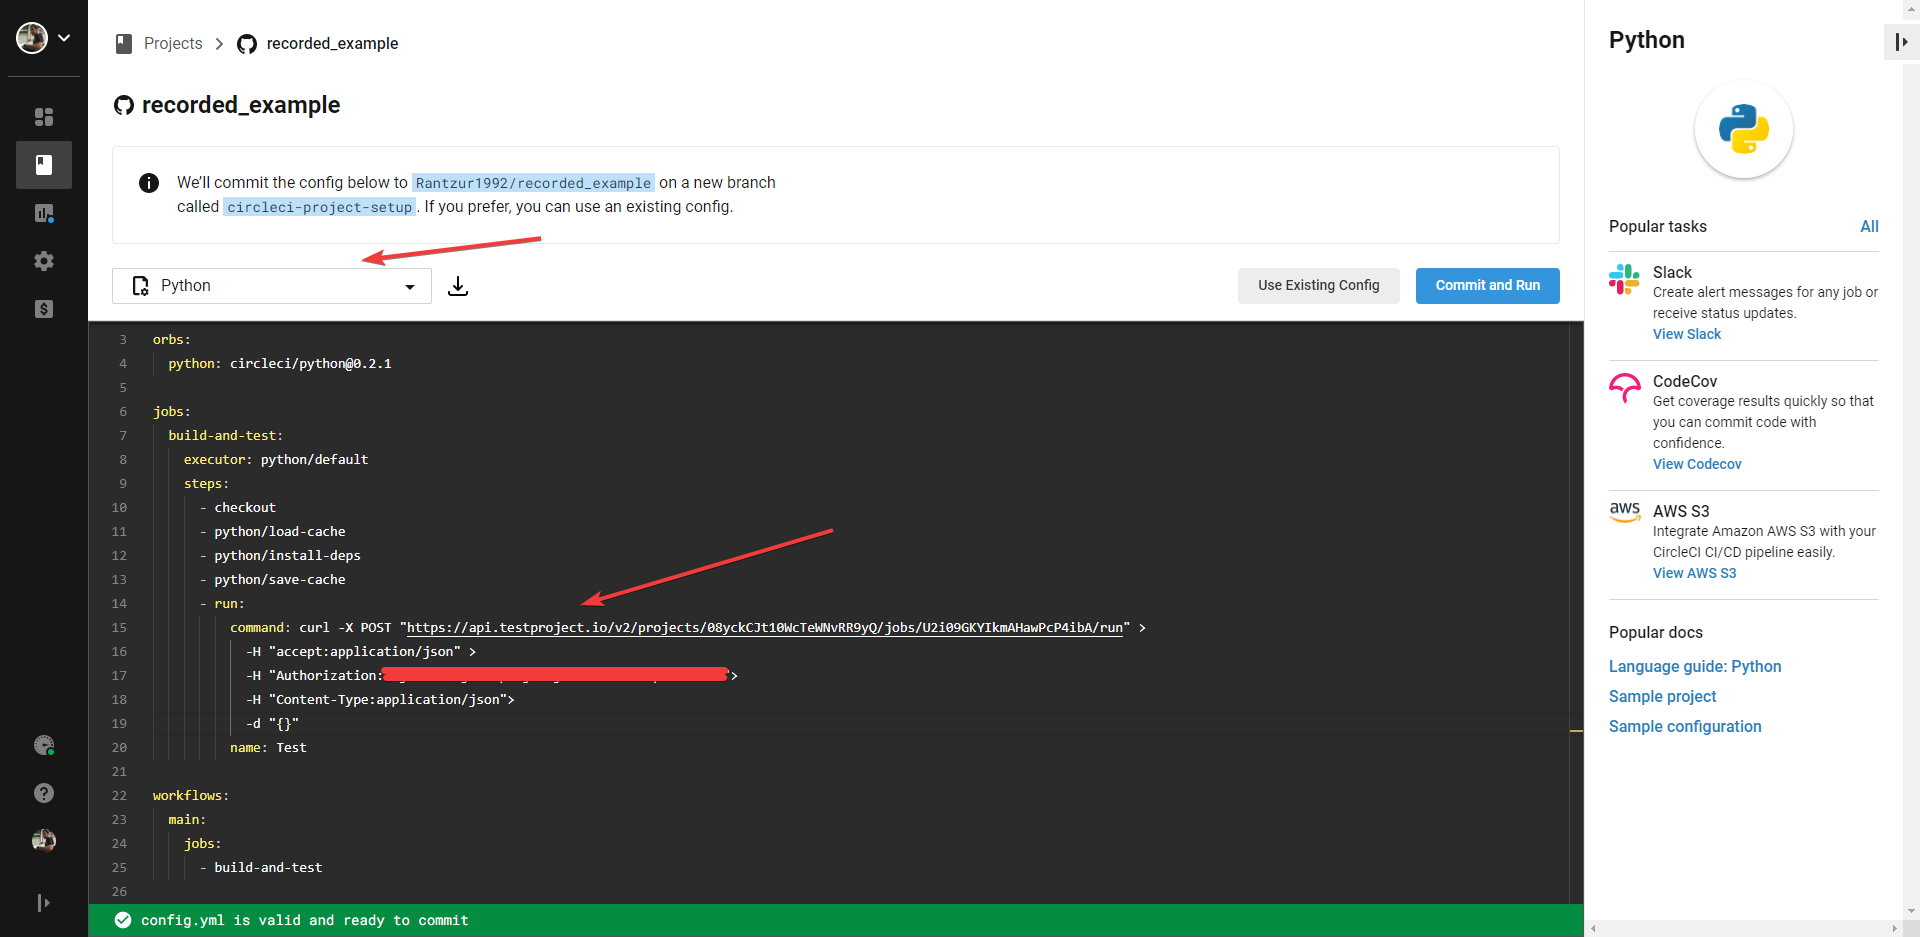 Projects > recorded_example
recorded_example
We'll commit the config below to Rantzur1992/recorded_example on a new branch
called circleci-project-setup. If you prefer, you can use an existing config.
Python
Use Existing Config
Commit and Run
3 orbs:
4 python: circleci/python@0.2.1
5
6 jobs:
7 build-and-test:
8 executor: python/default
9 steps:
10 - checkout
11 - python/load-cache
12 - python/install-deps
13 - python/save-cache
14 - run:
15 command: curl -X POST "https://api.testproject.io/v2/projects/08yckCJt10WcTeWNvRR9yQ/jobs/U2i09GKYIkmAHawPcP4ibA/run" >
16 -H "accept:application/json" >
17 -H "Authorization: >
18 -H "Content-Type:application/json">
19 -d "{}"
20 name: Test
21
22 workflows:
23 main:
24 jobs:
25 - build-and-test
26
config.yml is valid and ready to commit
Python
Popular tasks
All
Slack
Create alert messages for any job or
receive status updates.
View Slack
CodeCov
Get coverage results quickly so that
you can commit code with
confidence.
View Codecov
aws
AWS S3
Integrate Amazon AWS S3 with your
CircleCI CI/CD pipeline easily.
View AWS S3
Popular docs
Language guide: Python
Sample project
Sample configuration